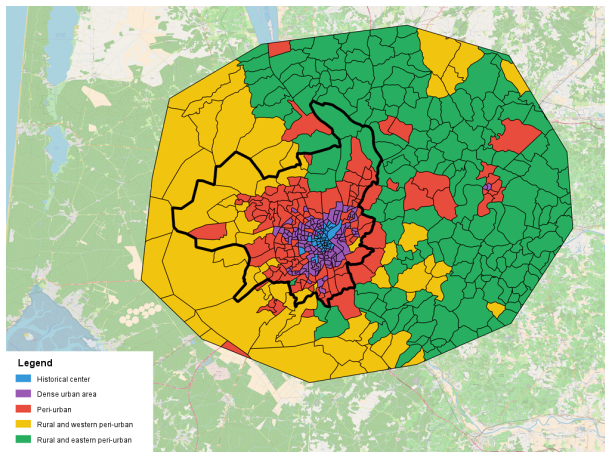 Legend
Historical center
Dense urban area
Peri-urban
Rural and western peri-urban
Rural and eastern peri-urban